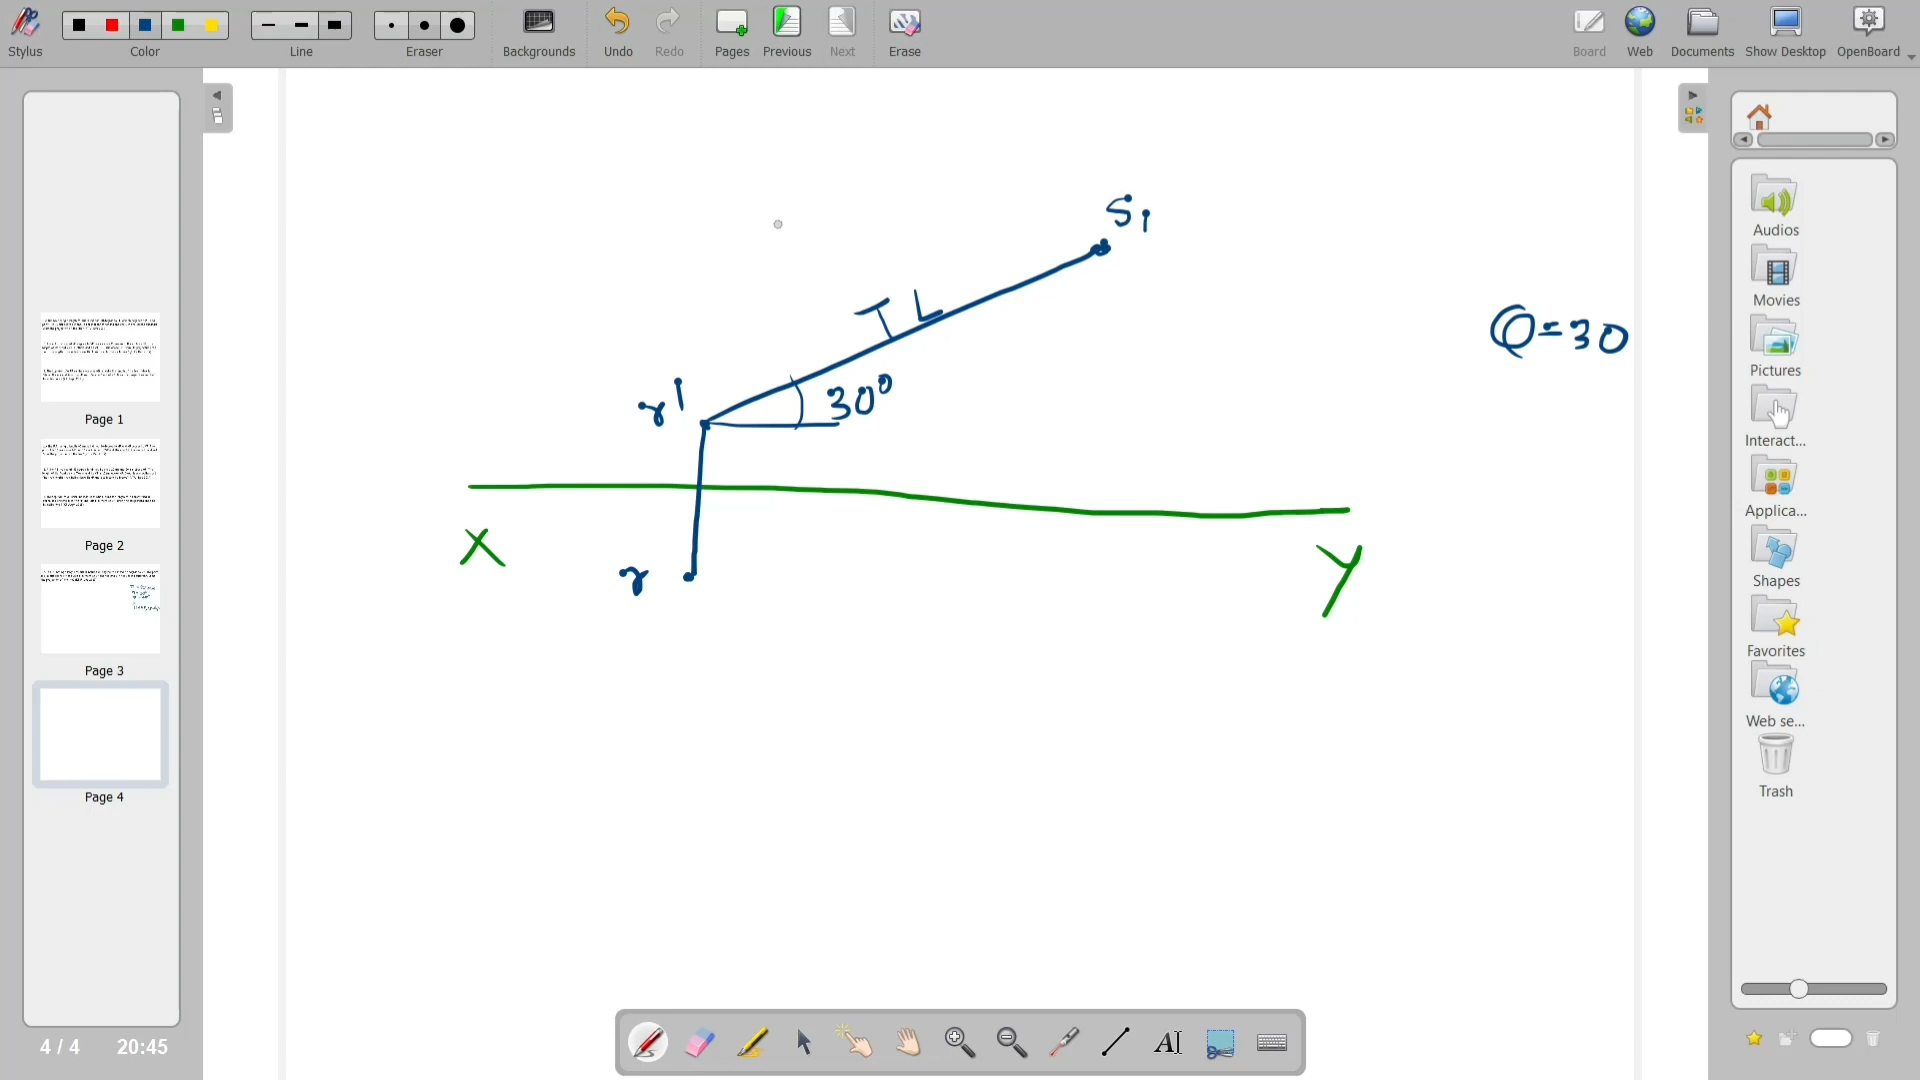 Stylus
Color
Line
Eraser
Backgrounds
Undo
Redo
Pages
Previous
Next
Erase
Board
Web
Documents
Show Desktop
OpenBoard
S1
TL
r'
30°
Q=30
X
r
Y
Page 1
Page 2
Page 3
Page 4
4 / 4
20:45
Audios
Movies
Pictures
Interact...
Applica...
Shapes
Favorites
Web se...
Trash
AI